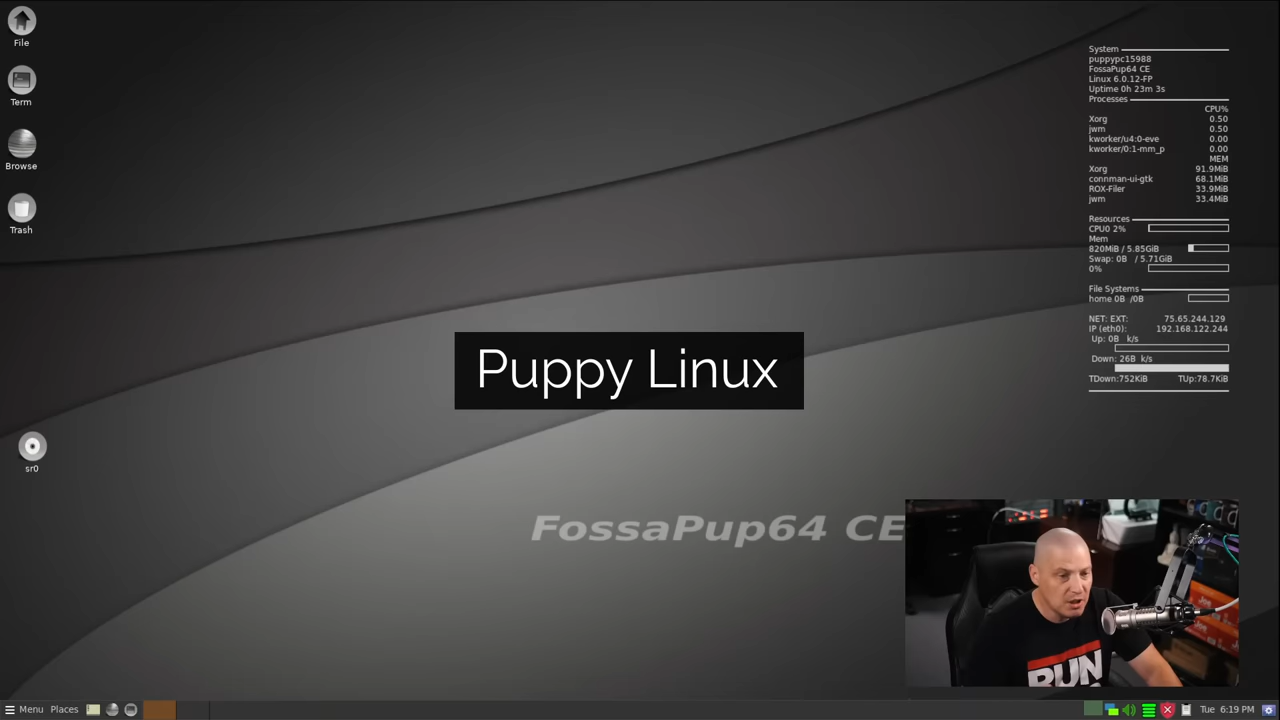 File
Term
Browse
Trash
sr0
System
puppypc15988
FossaPup64 CE
Linux 6.0.12-FP
Uptime 0h 23m 3s
Processes
CPU%
Xorg 0.50
jwm 0.50
kworker/u4:0-eve 0.00
kworker/0:1-mm_p 0.00
MEM
Xorg 91.9MiB
connman-ui-gtk 68.1MiB
ROX-Filer 33.9MiB
jwm 33.4MiB
Resources
CPU0 2%
Mem
820MiB / 5.85GiB
Swap: 0B / 5.71GiB
0%
File Systems
home 0B /0B
NET: EXT: 75.65.244.129
IP (eth0): 192.168.122.244
Up: 0B k/s
Down: 26B k/s
TDown:752KiB TUp:78.7KiB
Puppy Linux
FossaPup64 CE
RUN
Menu Places
Tue 6:19 PM